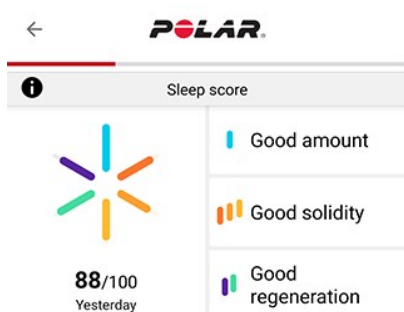 POLAR.
Sleep score
Good amount
Good solidity
Good
regeneration
88/100
Yesterday